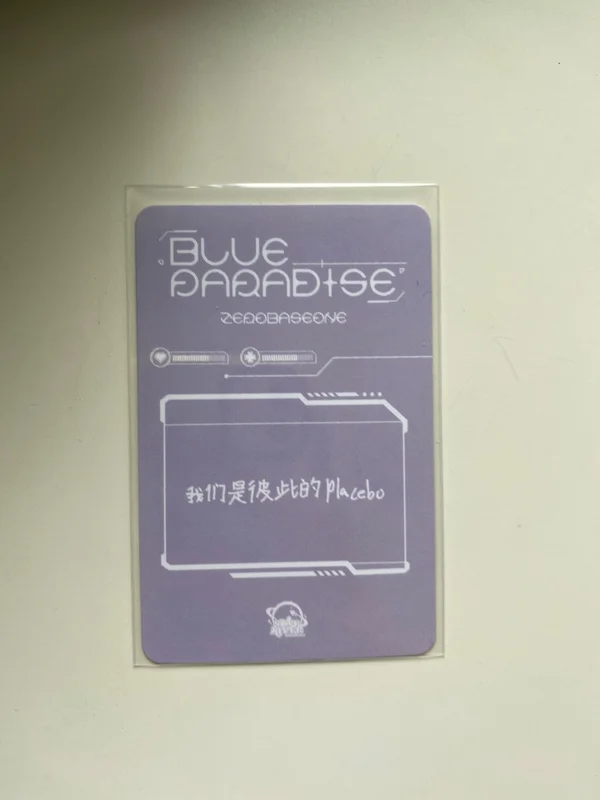 BLUE
PARADISE
ZEROBASEONE
我们是彼此的placebo